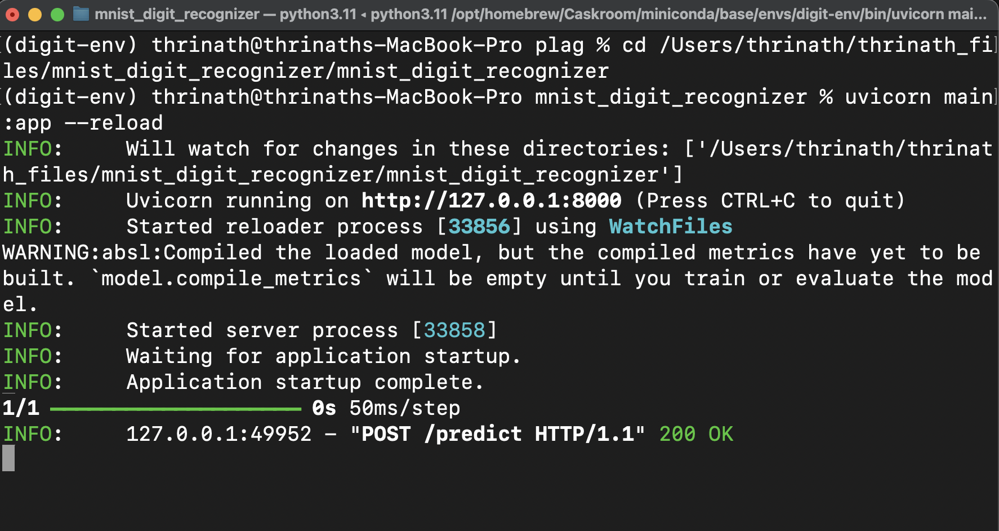 mnist_digit_recognizer — python3.11 ◂ python3.11 /opt/homebrew/Caskroom/miniconda/base/envs/digit-env/bin/uvicorn mai...
(digit-env) thrinath@thrinaths-MacBook-Pro plag % cd /Users/thrinath/thrinath_fi
les/mnist_digit_recognizer/mnist_digit_recognizer
(digit-env) thrinath@thrinaths-MacBook-Pro mnist_digit_recognizer % uvicorn main
:app --reload
INFO:     Will watch for changes in these directories: ['/Users/thrinath/thrinat
h_files/mnist_digit_recognizer/mnist_digit_recognizer']
INFO:     Uvicorn running on http://127.0.0.1:8000 (Press CTRL+C to quit)
INFO:     Started reloader process [33856] using WatchFiles
WARNING:absl:Compiled the loaded model, but the compiled metrics have yet to be
built. `model.compile_metrics` will be empty until you train or evaluate the mod
el.
INFO:     Started server process [33858]
INFO:     Waiting for application startup.
INFO:     Application startup complete.
1/1 ━━━━━━━━━━━━━━━━━━━━ 0s 50ms/step
INFO:     127.0.0.1:49952 - "POST /predict HTTP/1.1" 200 OK